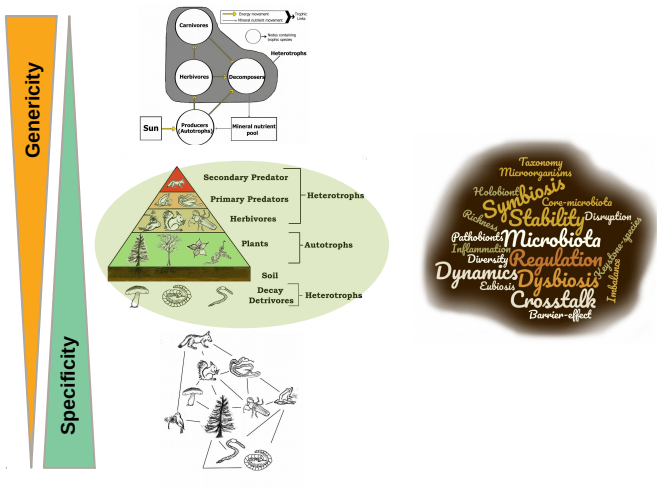 Genericity
Specificity
Carnivores
Energy movement
Mineral nutrient movement
Trophic
Links
Nodes containing
trophic species
Heterotrophs
Herbivores
Decomposers
Sun
Producers
(Autotrophs)
Mineral nutrient
pool
Secondary Predator
Primary Predators
Heterotrophs
Herbivores
Plants
Autotrophs
Soil
Decay
Detrivores
Heterotrophs
Taxonomy
Microorganisms
Holobiont
Symbiosis
Core-microbiota
Richness
Stability
Disruption
Pathobionts
Microbiota
Keystone-species
Inflammation
Diversity
Regulation
Dynamics
Eubiosis
Dysbiosis
Imbalance
Crosstalk
Barrier-effect